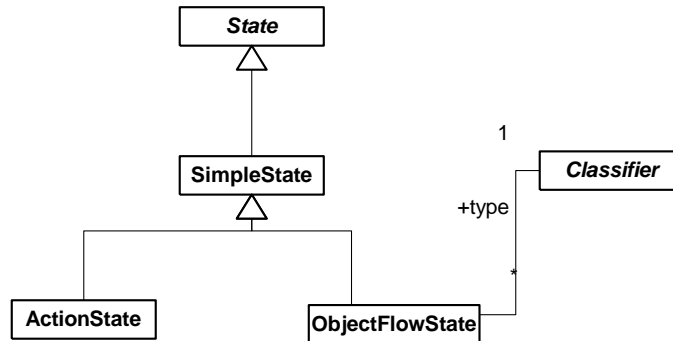 State
1
SimpleState
Classifier
+type
*
ActionState
ObjectFlowState